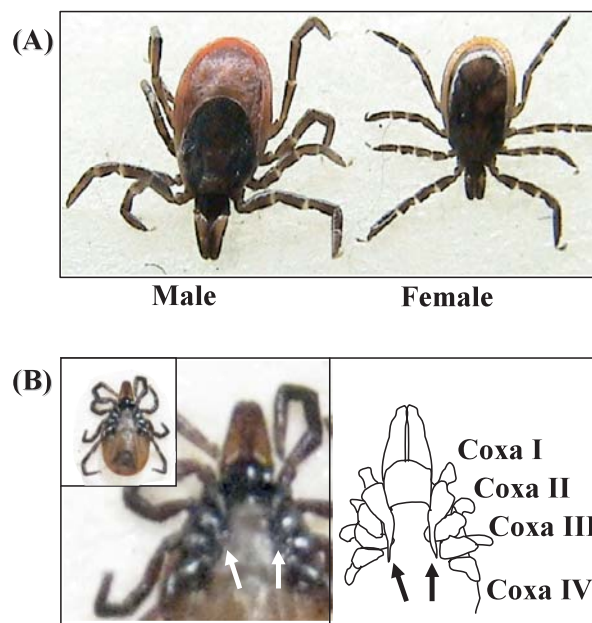 (A)
Male Female
(B)
Coxa I
Coxa II
Coxa III
Coxa IV